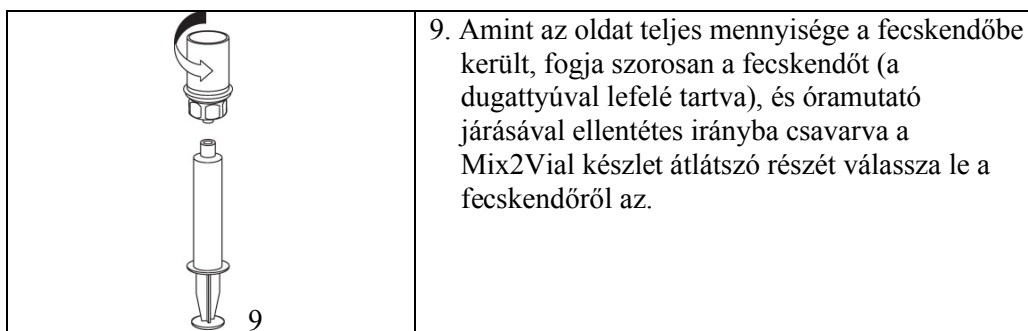 9. Amint az oldat teljes mennyisége a fecskendőbe
került, fogja szorosan a fecskendőt (a
dugattyúval lefelé tartva), és óramutató
járásával ellentétes irányba csavarva a
Mix2Vial készlet átlátszó részét válassza le a
fecskendőről az.
9